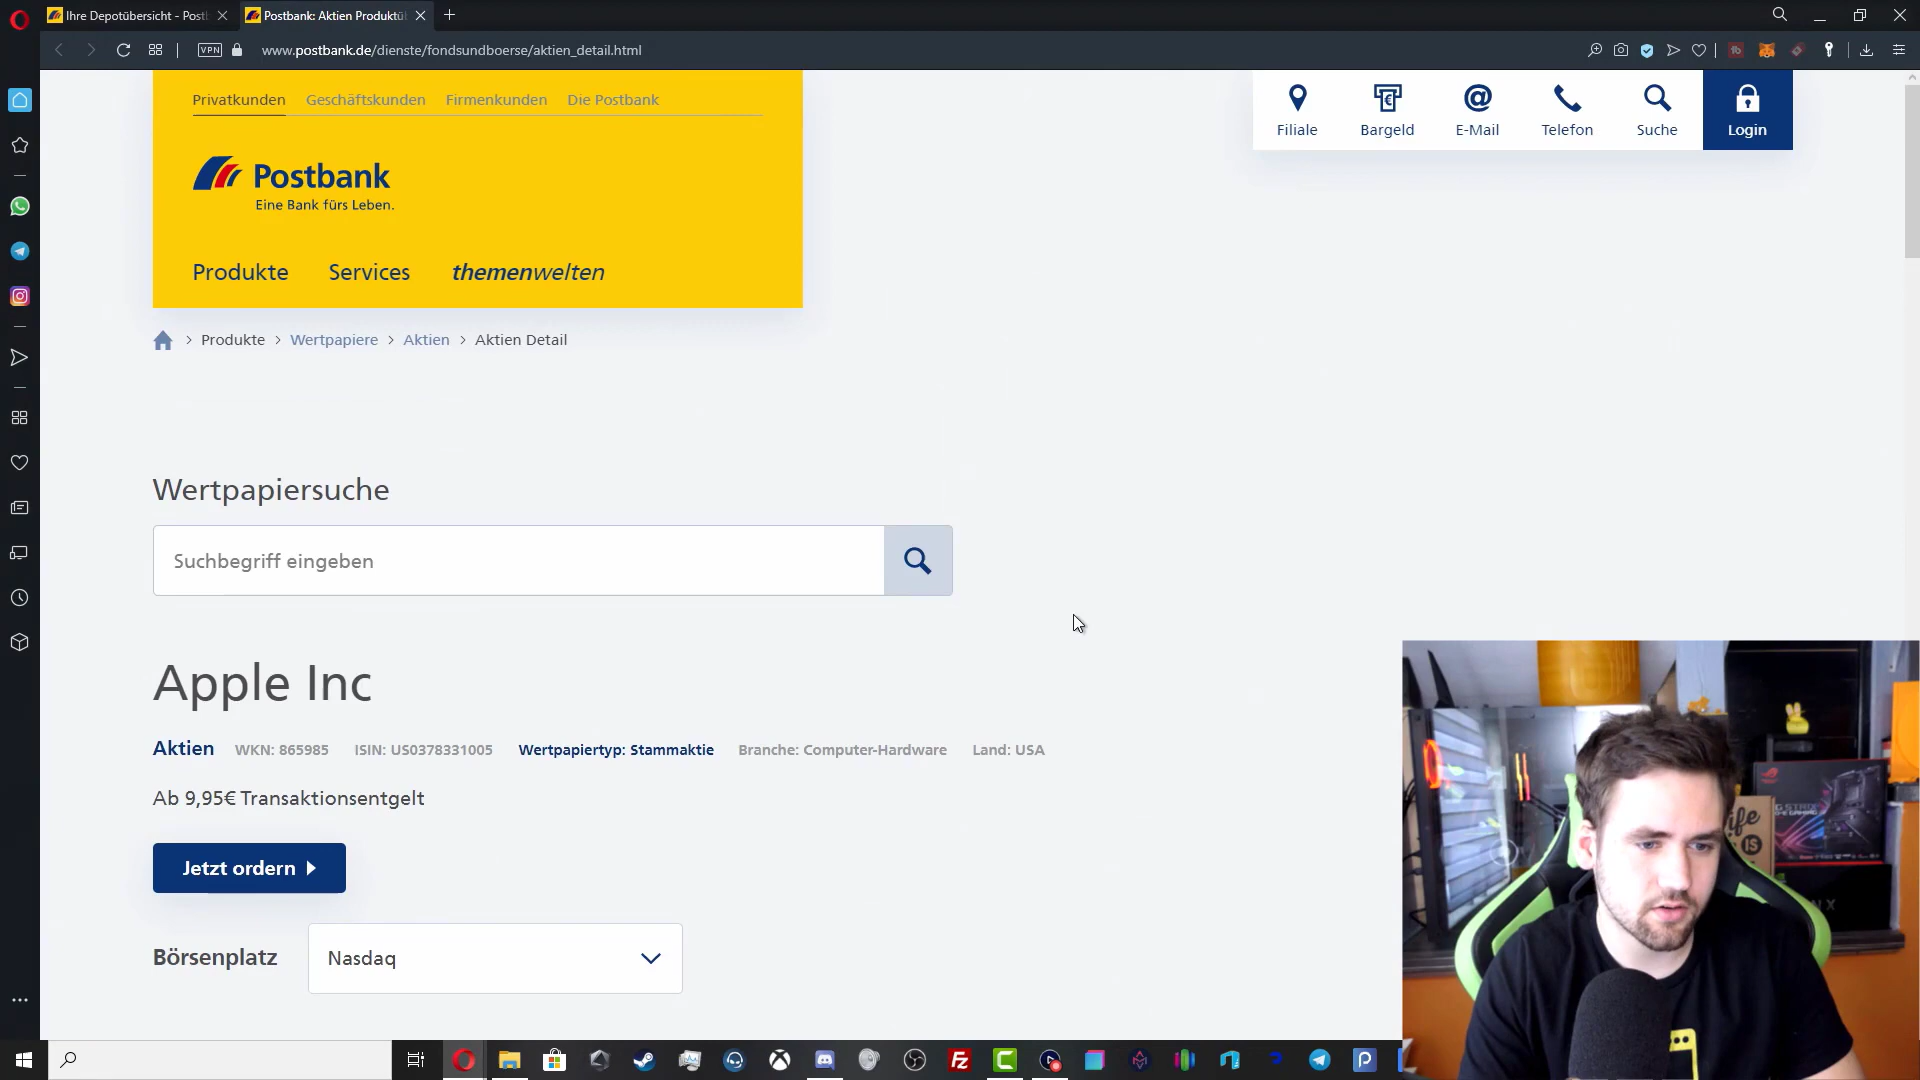 Ihre Depotübersicht - Post
Postbank: Aktien Produktü
VPN
www.postbank.de/dienste/fondsundboerse/aktien_detail.html
Privatkunden Geschäftskunden Firmenkunden Die Postbank
Filiale Bargeld E-Mail Telefon Suche Login
Postbank
Eine Bank fürs Leben.
Produkte Services themenwelten
Produkte Wertpapiere Aktien Aktien Detail
Wertpapiersuche
Suchbegriff eingeben
Apple Inc
Aktien WKN: 865985 ISIN: US0378331005 Wertpapiertyp: Stammaktie Branche: Computer-Hardware Land: USA
Ab 9,95€ Transaktionsentgelt
Jetzt ordern
Börsenplatz Nasdaq